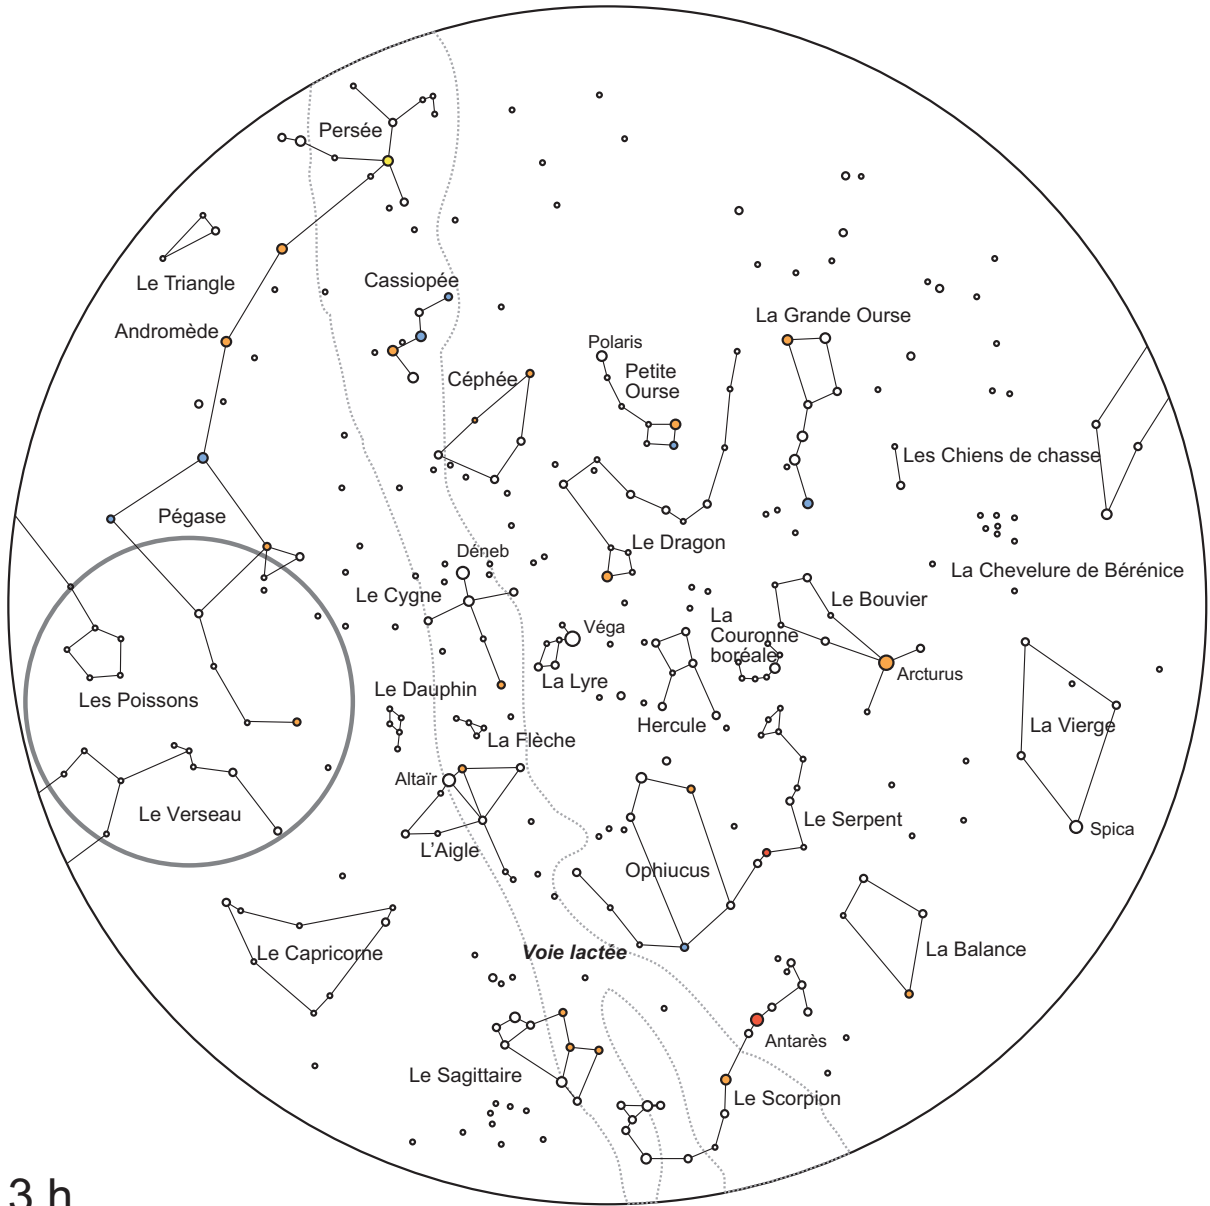 Persée
Le Triangle
Cassiopée
Andromède
La Grande Ourse
Polaris
Petite
Ourse
Céphée
Les Chiens de chasse
Pégase
Le Dragon
Déneb
La Chevelure de Bérénice
Le Cygne
Le Bouvier
La
Couronne
boréale
Véga
Arcturus
La Lyre
Le Dauphin
Les Poissons
Hercule
La Vierge
La Flèche
Altaïr
Le Verseau
Le Serpent
Spica
L'Aigle
Ophiucus
La Balance
Le Capricorne
Voie lactée
Antarès
Le Sagittaire
Le Scorpion
3 h